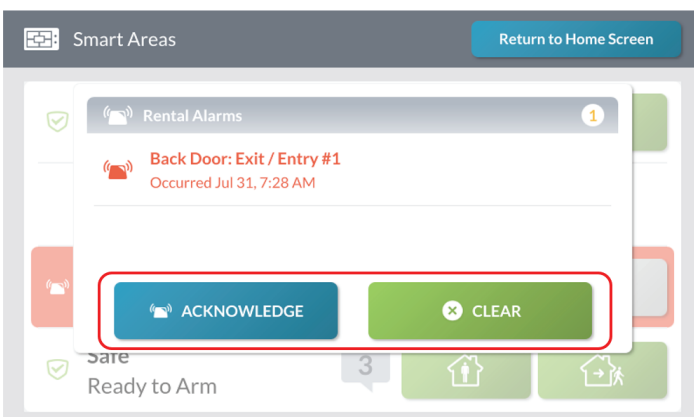 Smart Areas
Return to Home Screen
Rental Alarms
1
Back Door: Exit / Entry #1
Occurred Jul 31, 7:28 AM
ACKNOWLEDGE
CLEAR
Safe
3
Ready to Arm